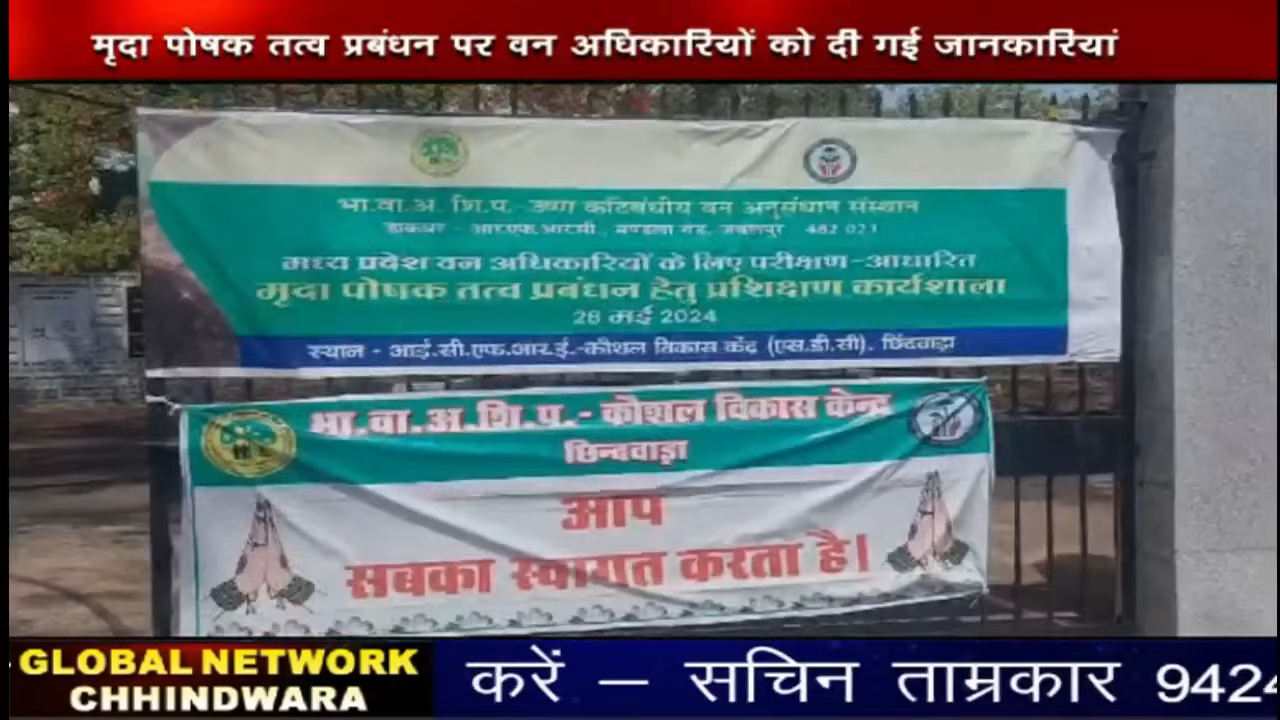 मृदा पोषक तत्व प्रबंधन पर वन अधिकारियों को दी गई जानकारियां
भा.वा.अ. शि.प.- उष्ण कटिबंधीय वन अनुसंधान संस्थान
डाकघर - आर.एफ.आर.सी., मण्डला रोड, जबलपुर 482 021
मध्य प्रदेश वन अधिकारियों के लिए परीक्षण-आधारित
मृदा पोषक तत्व प्रबंधन हेतु प्रशिक्षण कार्यशाला
28 मई 2024
स्थान - आई.सी.एफ.आर.ई.-कौशल विकास केंद्र (एस.डी.सी). छिंदवाड़ा
भा.वा.अ.शि.प.- कौशल विकास केन्द्र
छिन्दवाड़ा
आप
सबका स्वागत करता है।
GLOBAL NETWORK
CHHINDWARA
करें – सचिन ताम्रकार 9424